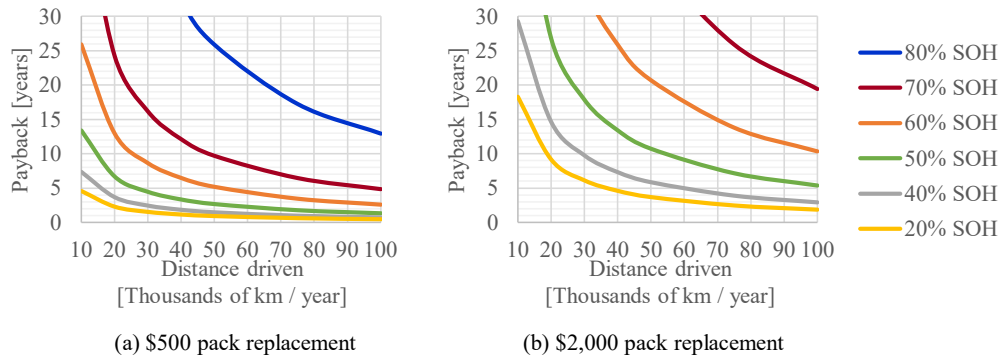 30
25
20
15
10
5
0
Payback [years]
10 20 30 40 50 60 70 80 90 100
Distance driven
[Thousands of km / year]
(a) $500 pack replacement
30
25
20
15
10
5
0
Payback [years]
10 20 30 40 50 60 70 80 90 100
Distance driven
[Thousands of km / year]
(b) $2,000 pack replacement
80% SOH
70% SOH
60% SOH
50% SOH
40% SOH
20% SOH